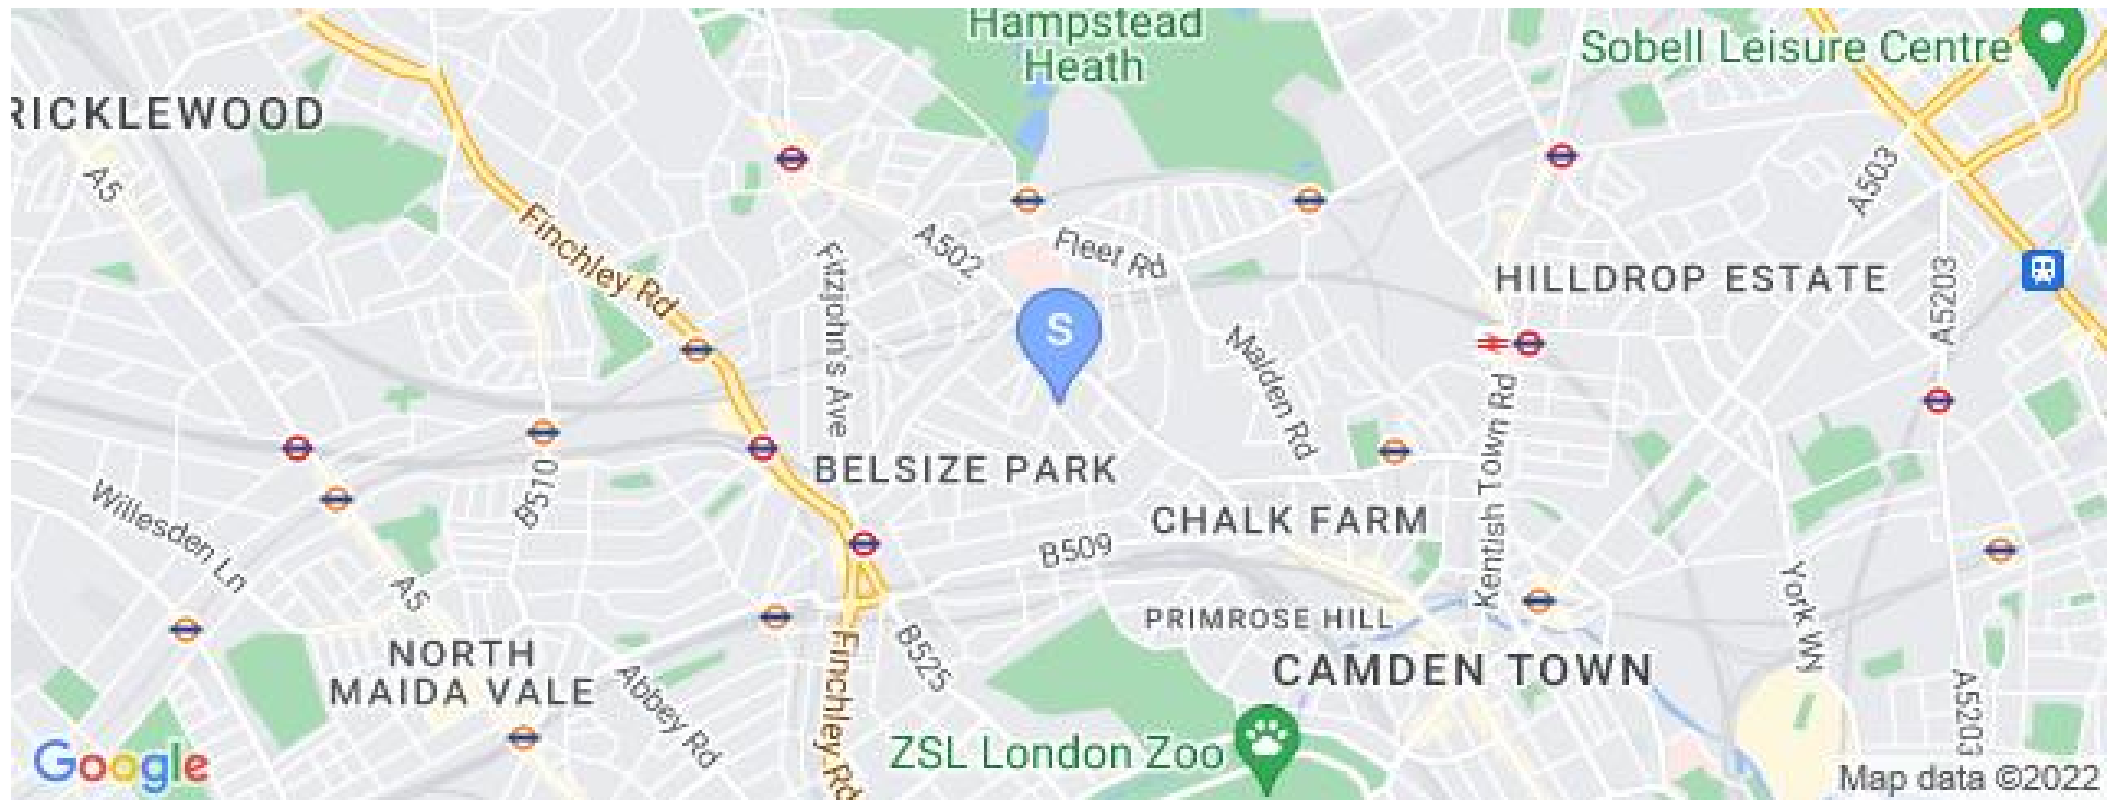 Hampstead
Heath
Sobell Leisure Centre
RICKLEWOOD
A5
A503
Finchley Rd
Fitzjohn's Ave
A502
Fleet Rd
HILLDROP ESTATE
A5203
S
Malden Rd
Kentish Town Rd
BELSIZE PARK
B510
Willesden Ln
CHALK FARM
B509
A5
York Wy
PRIMROSE HILL
NORTH
MAIDA VALE
B525
CAMDEN TOWN
Abbey Rd
Finchley Rd
A5203
ZSL London Zoo
Google
Map data ©2022